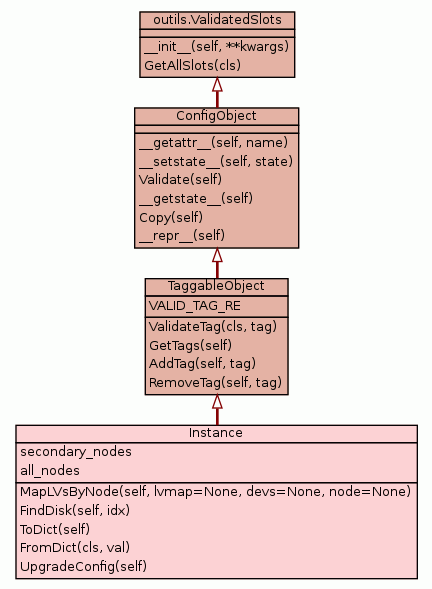 outils.ValidatedSlots
__init__(self, **kwargs)
GetAllSlots(cls)
ConfigObject
__getattr__(self, name)
__setstate__(self, state)
Validate(self)
__getstate__(self)
Copy(self)
__repr__(self)
TaggableObject
VALID_TAG_RE
ValidateTag(cls, tag)
GetTags(self)
AddTag(self, tag)
RemoveTag(self, tag)
Instance
secondary_nodes
all_nodes
MapLVsByNode(self, lvmap=None, devs=None, node=None)
FindDisk(self, idx)
ToDict(self)
FromDict(cls, val)
UpgradeConfig(self)